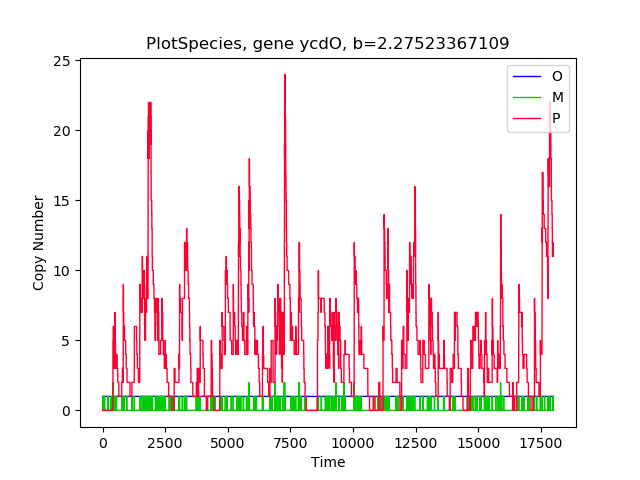 PlotSpecies, gene ycdO, b=2.27523367109
25
20
15
10
5
0
Copy Number
O
M
P
0 2500 5000 7500 10000 12500 15000 17500
Time